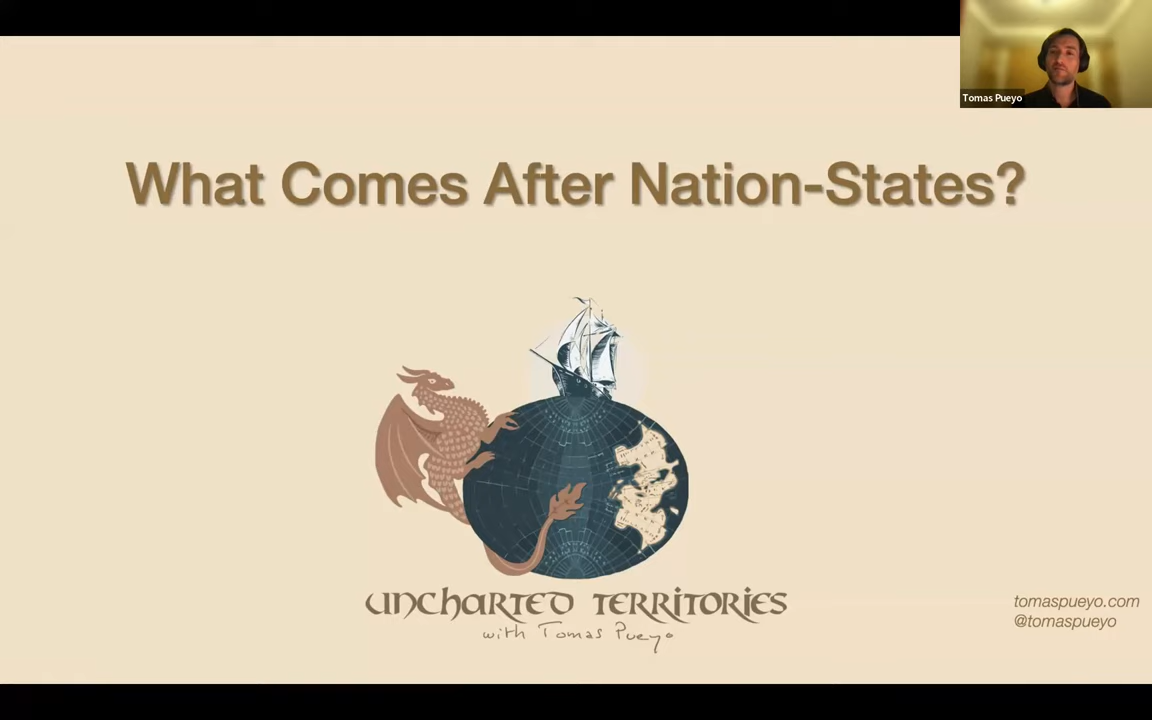 Tomas Pueyo
What Comes After Nation-States?
uncharted territories
with Tomas Pueyo
tomaspueyo.com
@tomaspueyo